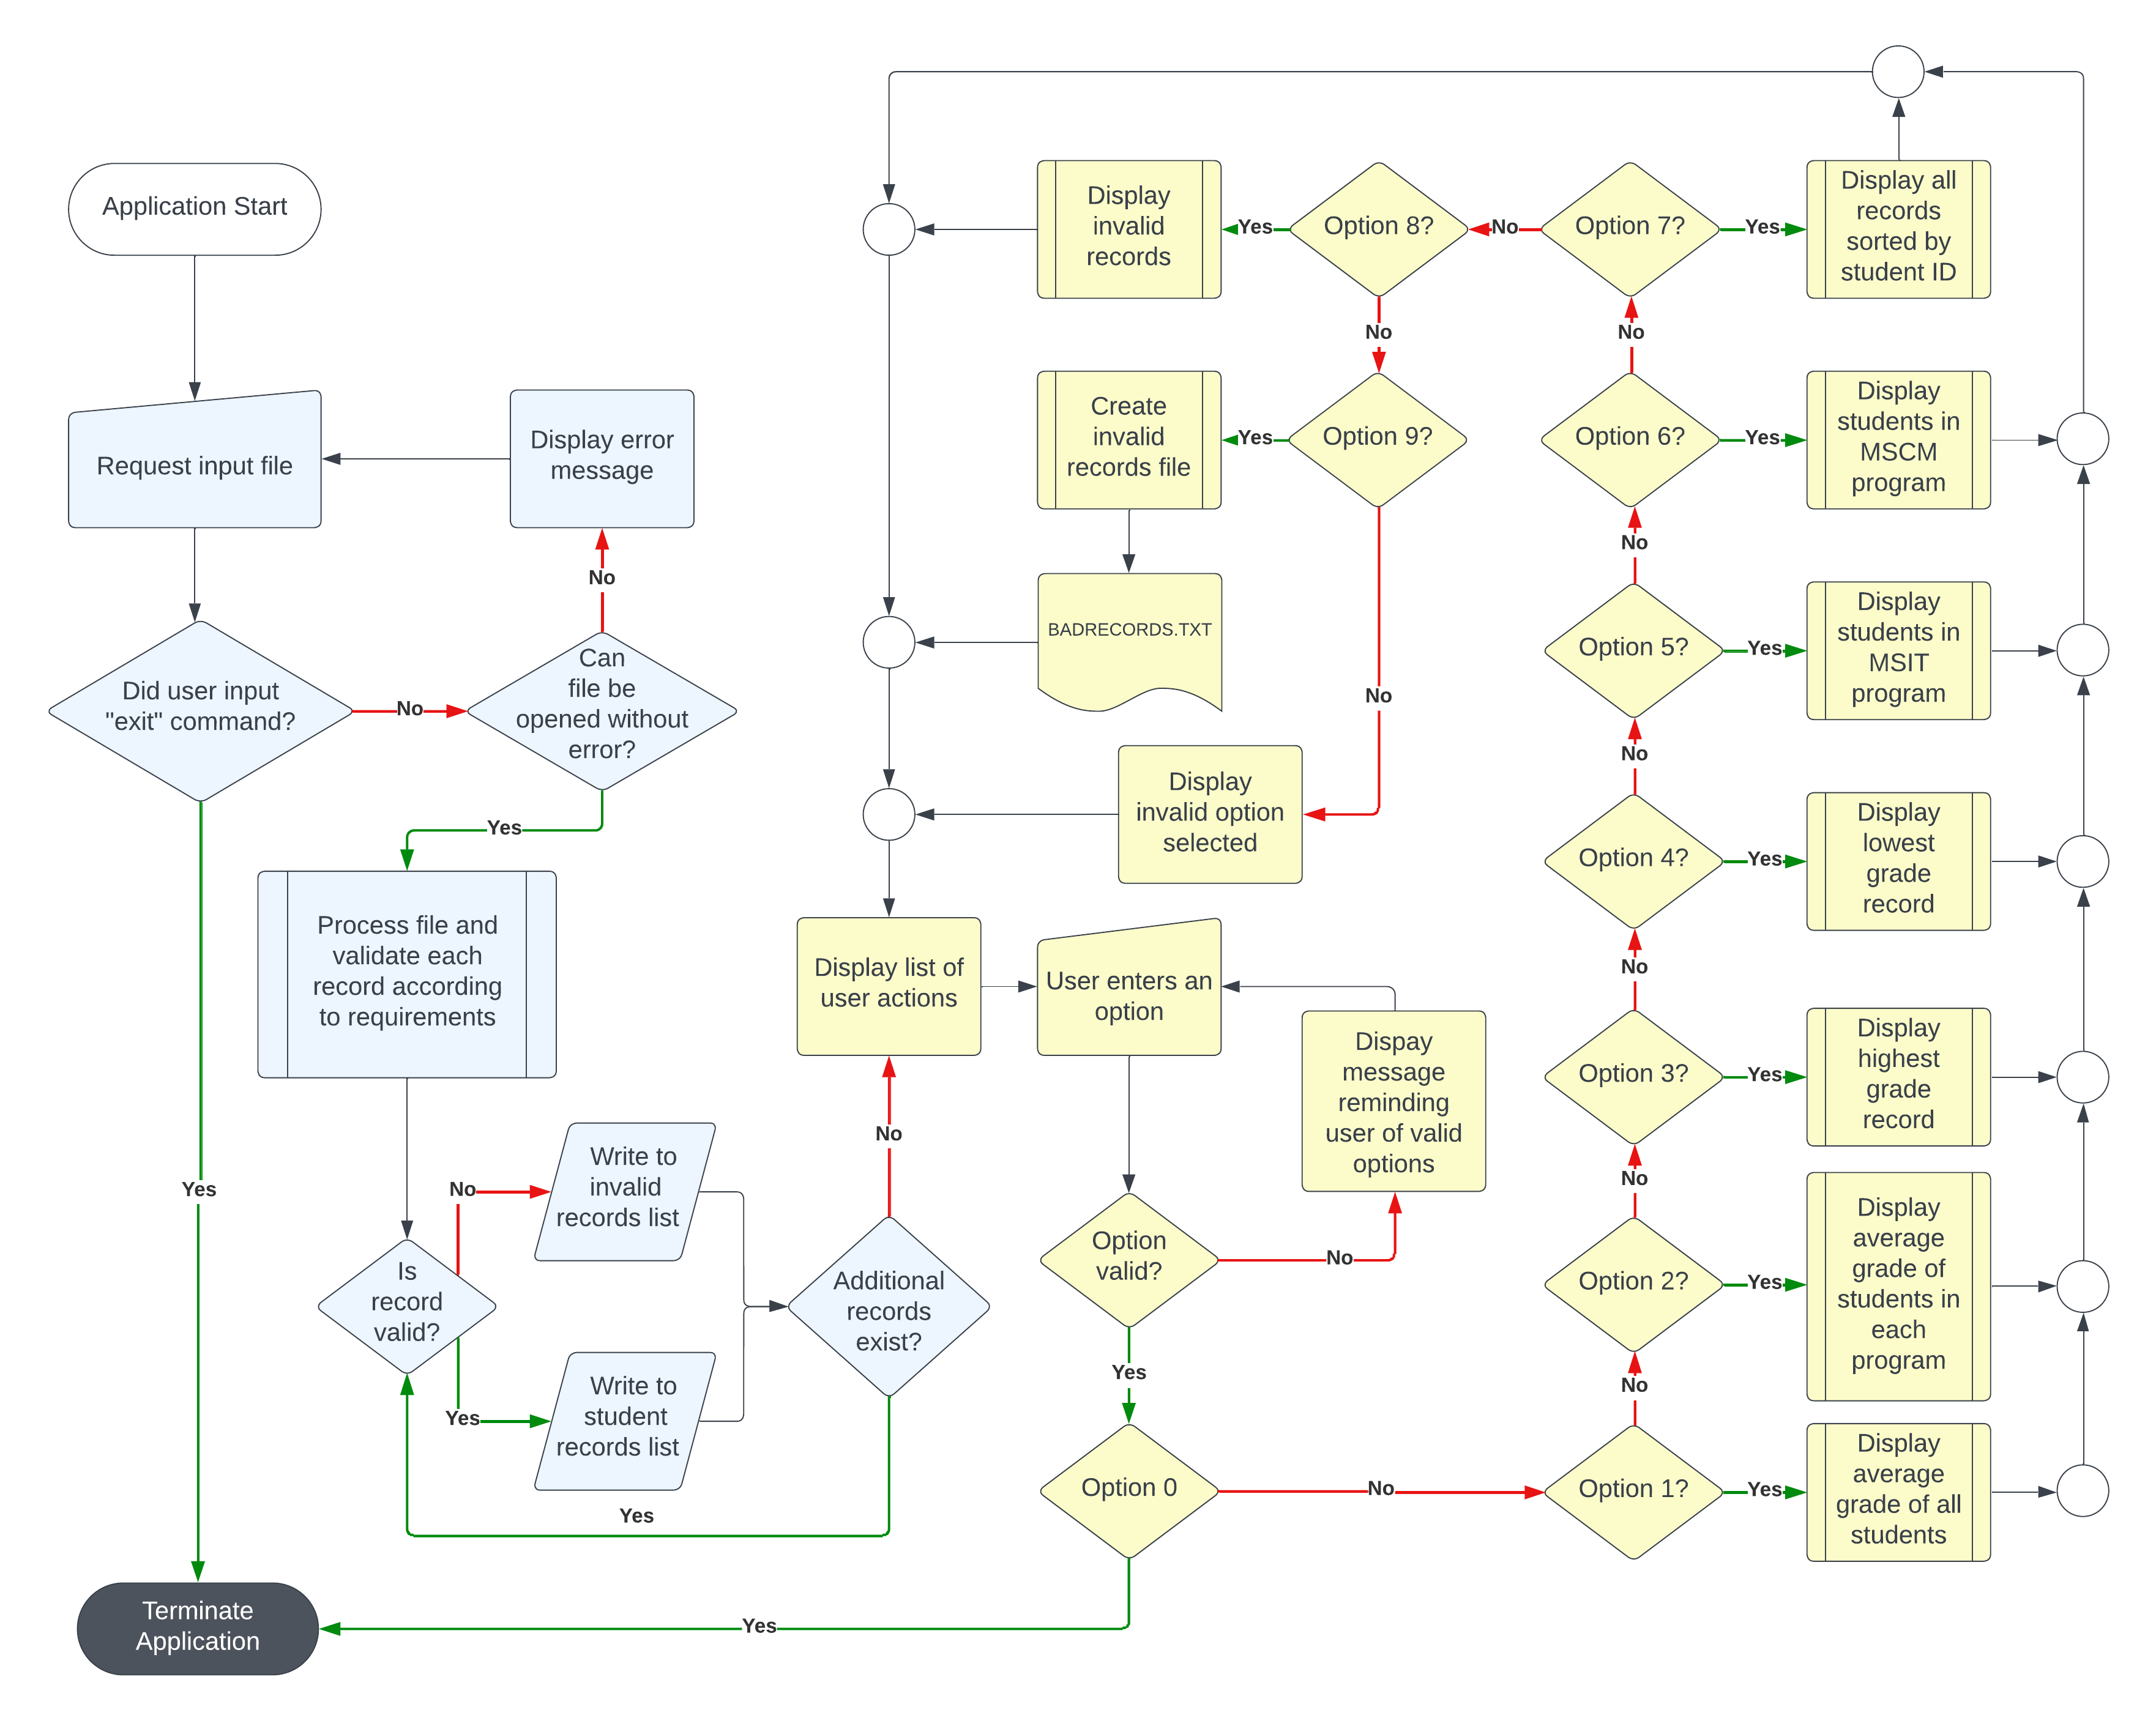 Application Start
Request input file
Display error
message
No
Did user input
"exit" command?
No
Can
file be
opened without
error?
Yes
Process file and
validate each
record according
to requirements
Yes
Is
record
valid?
No
Write to
invalid
records list
Yes
Write to
student
records list
Additional
records
exist?
Yes
No
Terminate
Application
Display list of
user actions
User enters an
option
Dispay
message
reminding
user of valid
options
Option
valid?
No
Yes
Option 0
Yes
No
Option 1?
Yes
Display
average
grade of all
students
No
Option 2?
Yes
Display
average
grade of
students in
each
program
No
Option 3?
Yes
Display
highest
grade
record
No
Option 4?
Yes
Display
lowest
grade
record
No
Option 5?
Yes
Display
students in
MSIT
program
No
Option 6?
Yes
Display
students in
MSCM
program
No
Option 7?
Yes
Display all
records
sorted by
student ID
No
Option 8?
Yes
Display
invalid
records
No
Option 9?
Yes
Create
invalid
records file
BADRECORDS.TXT
No
Display
invalid option
selected